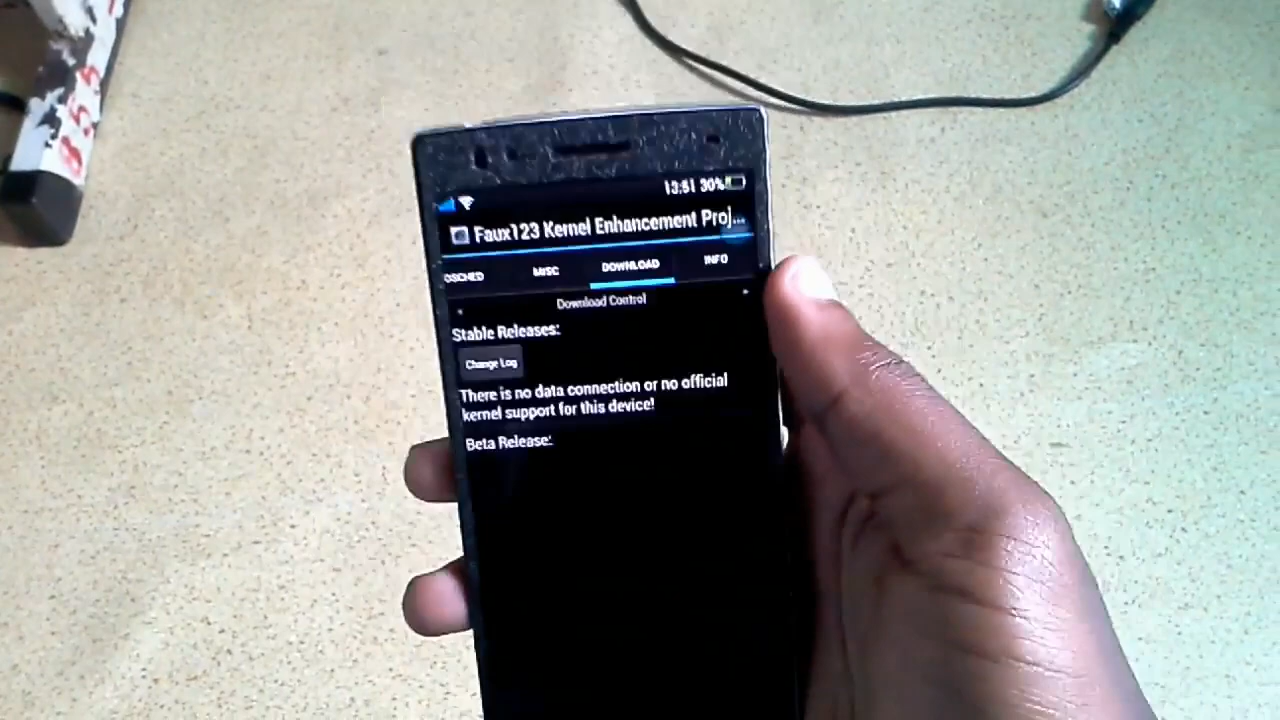 13:51 30%
Faux123 Kernel Enhancement Proj...
OSCHED MISC DOWNLOAD INFO
Download Control
Stable Releases:
Change Log
There is no data connection or no official
kernel support for this device!
Beta Release: